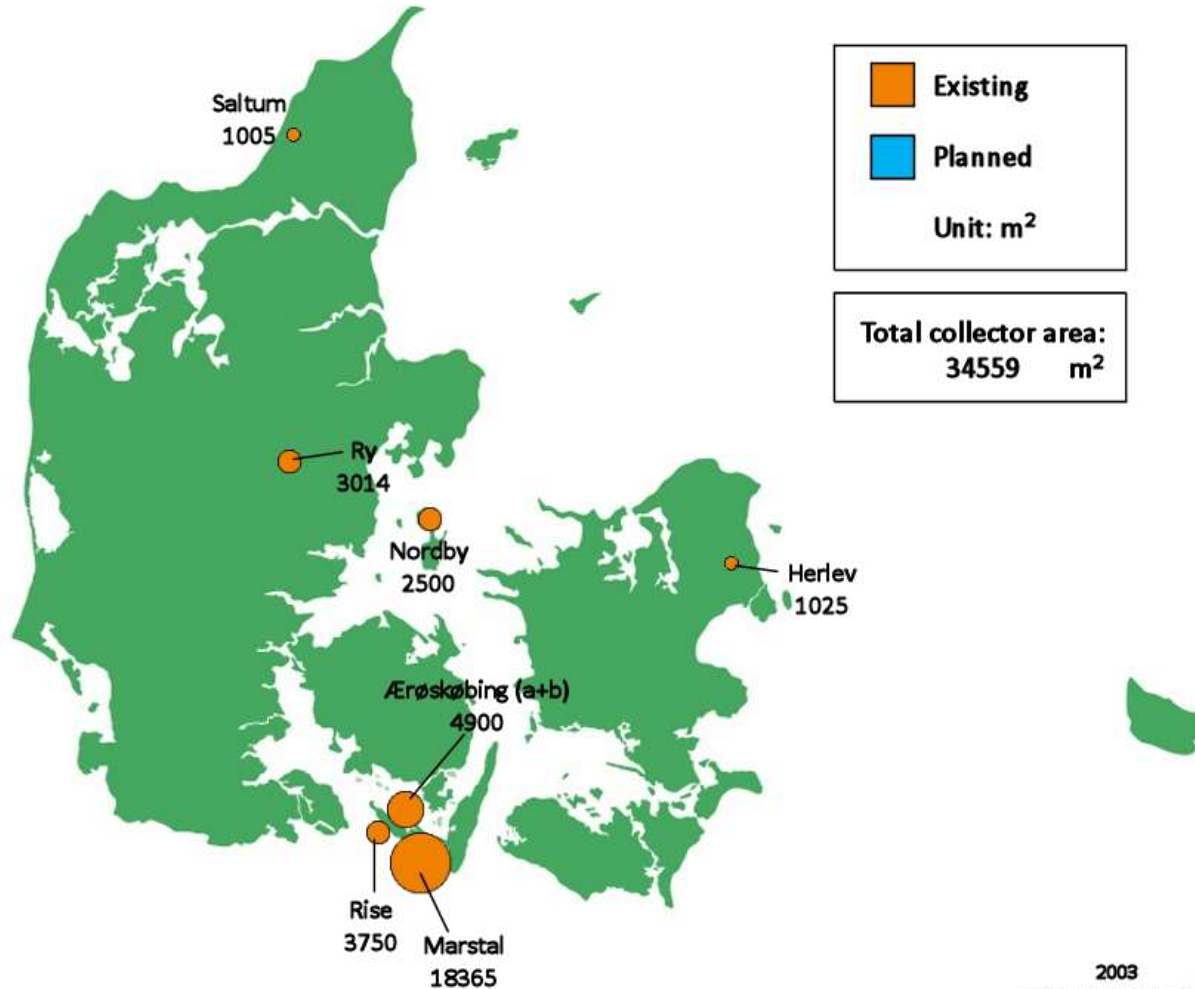 Saltum
1005
Existing
Planned
Unit: m²
Total collector area:
34559 m²
Ry
3014
Nordby
2500
Herlev
1025
Ærøskøbing (a+b)
4900
Rise
3750
Marstal
18365
2003